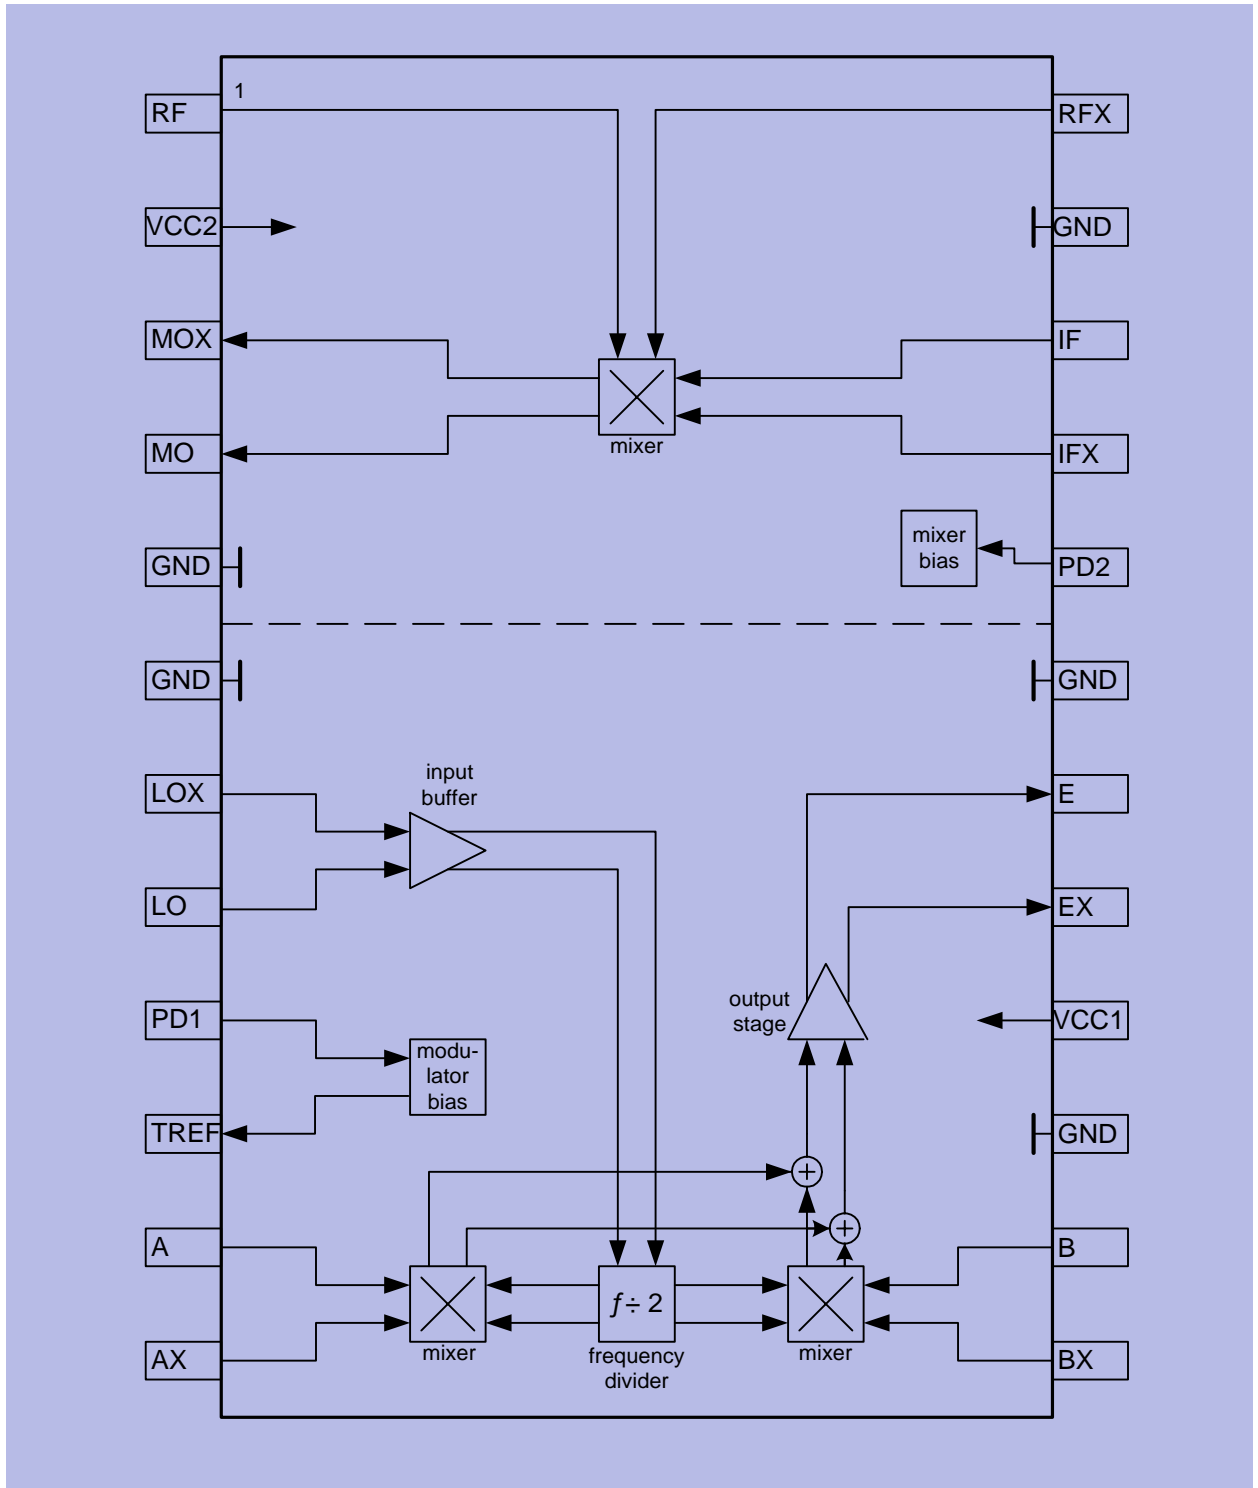 1
RF
RFX
VCC2
GND
MOX
IF
mixer
MO
IFX
mixer
bias
GND
PD2
GND
GND
input
buffer
LOX
E
LO
EX
output
stage
PD1
VCC1
modu-
lator
bias
TREF
GND
+
+
A
B
f ÷ 2
mixer
frequency
divider
mixer
AX
BX